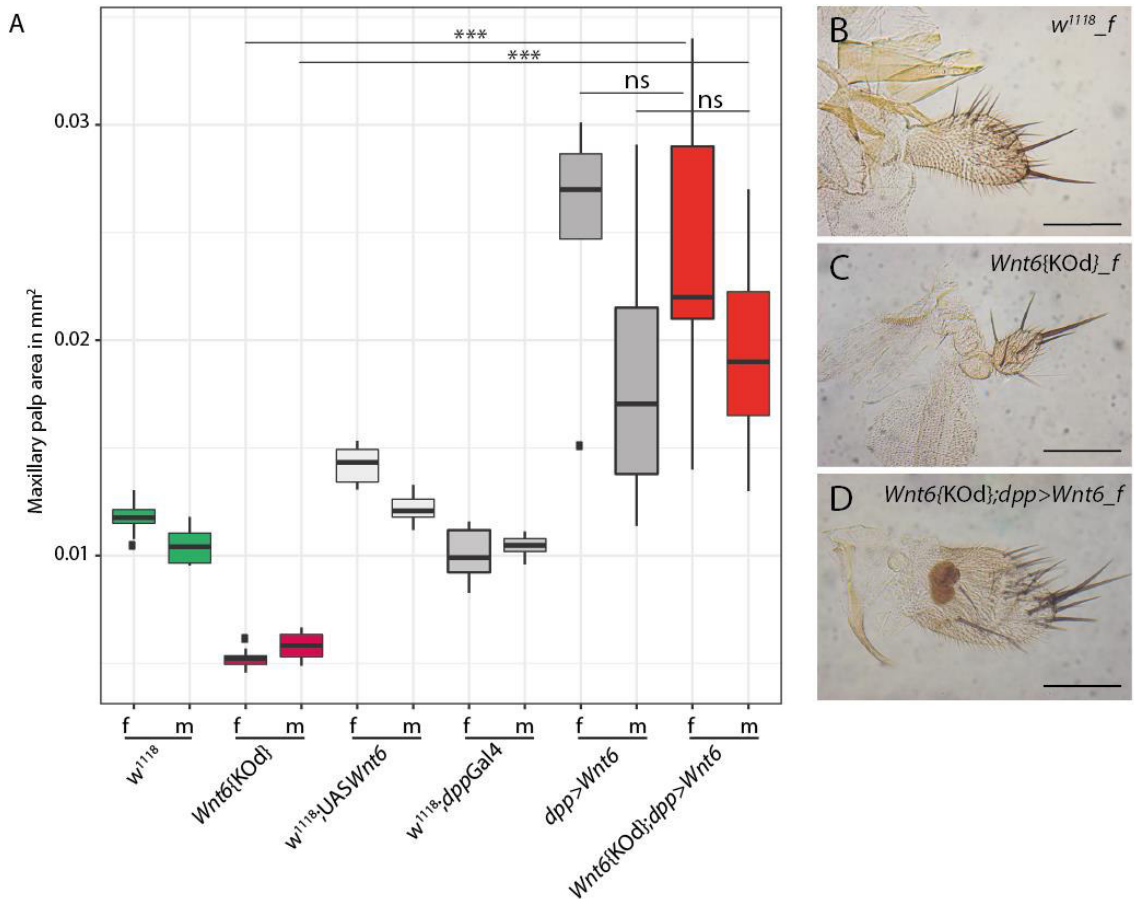 A
***
***
ns
ns
Maxillary palp area in mm²
0.03
0.02
0.01
f m f m f m f m f m f m
w¹¹¹⁸
Wnt6{KOd}
w¹¹¹⁸;UASWnt6
w¹¹¹⁸;dppGal4
dpp>Wnt6
Wnt6{KOd};dpp>Wnt6
B w¹¹¹⁸_f
C Wnt6{KOd}_f
D Wnt6{KOd};dpp>Wnt6_f